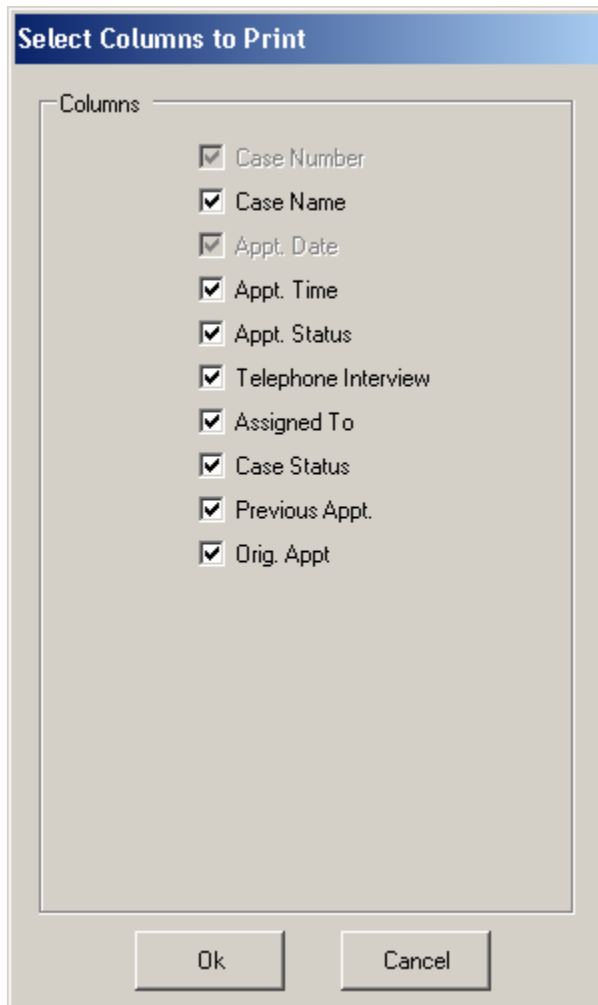 Select Columns to Print
Columns
Case Number
Case Name
Appt. Date
Appt. Time
Appt. Status
Telephone Interview
Assigned To
Case Status
Previous Appt.
Orig. Appt
Ok Cancel